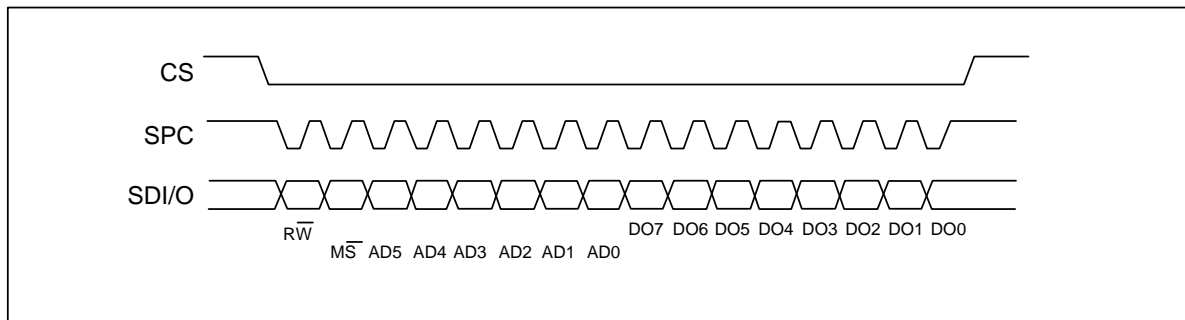 CS
SPC
SDI/O
RW̅
DO7 DO6 DO5 DO4 DO3 DO2 DO1 DO0
MS̅ AD5 AD4 AD3 AD2 AD1 AD0